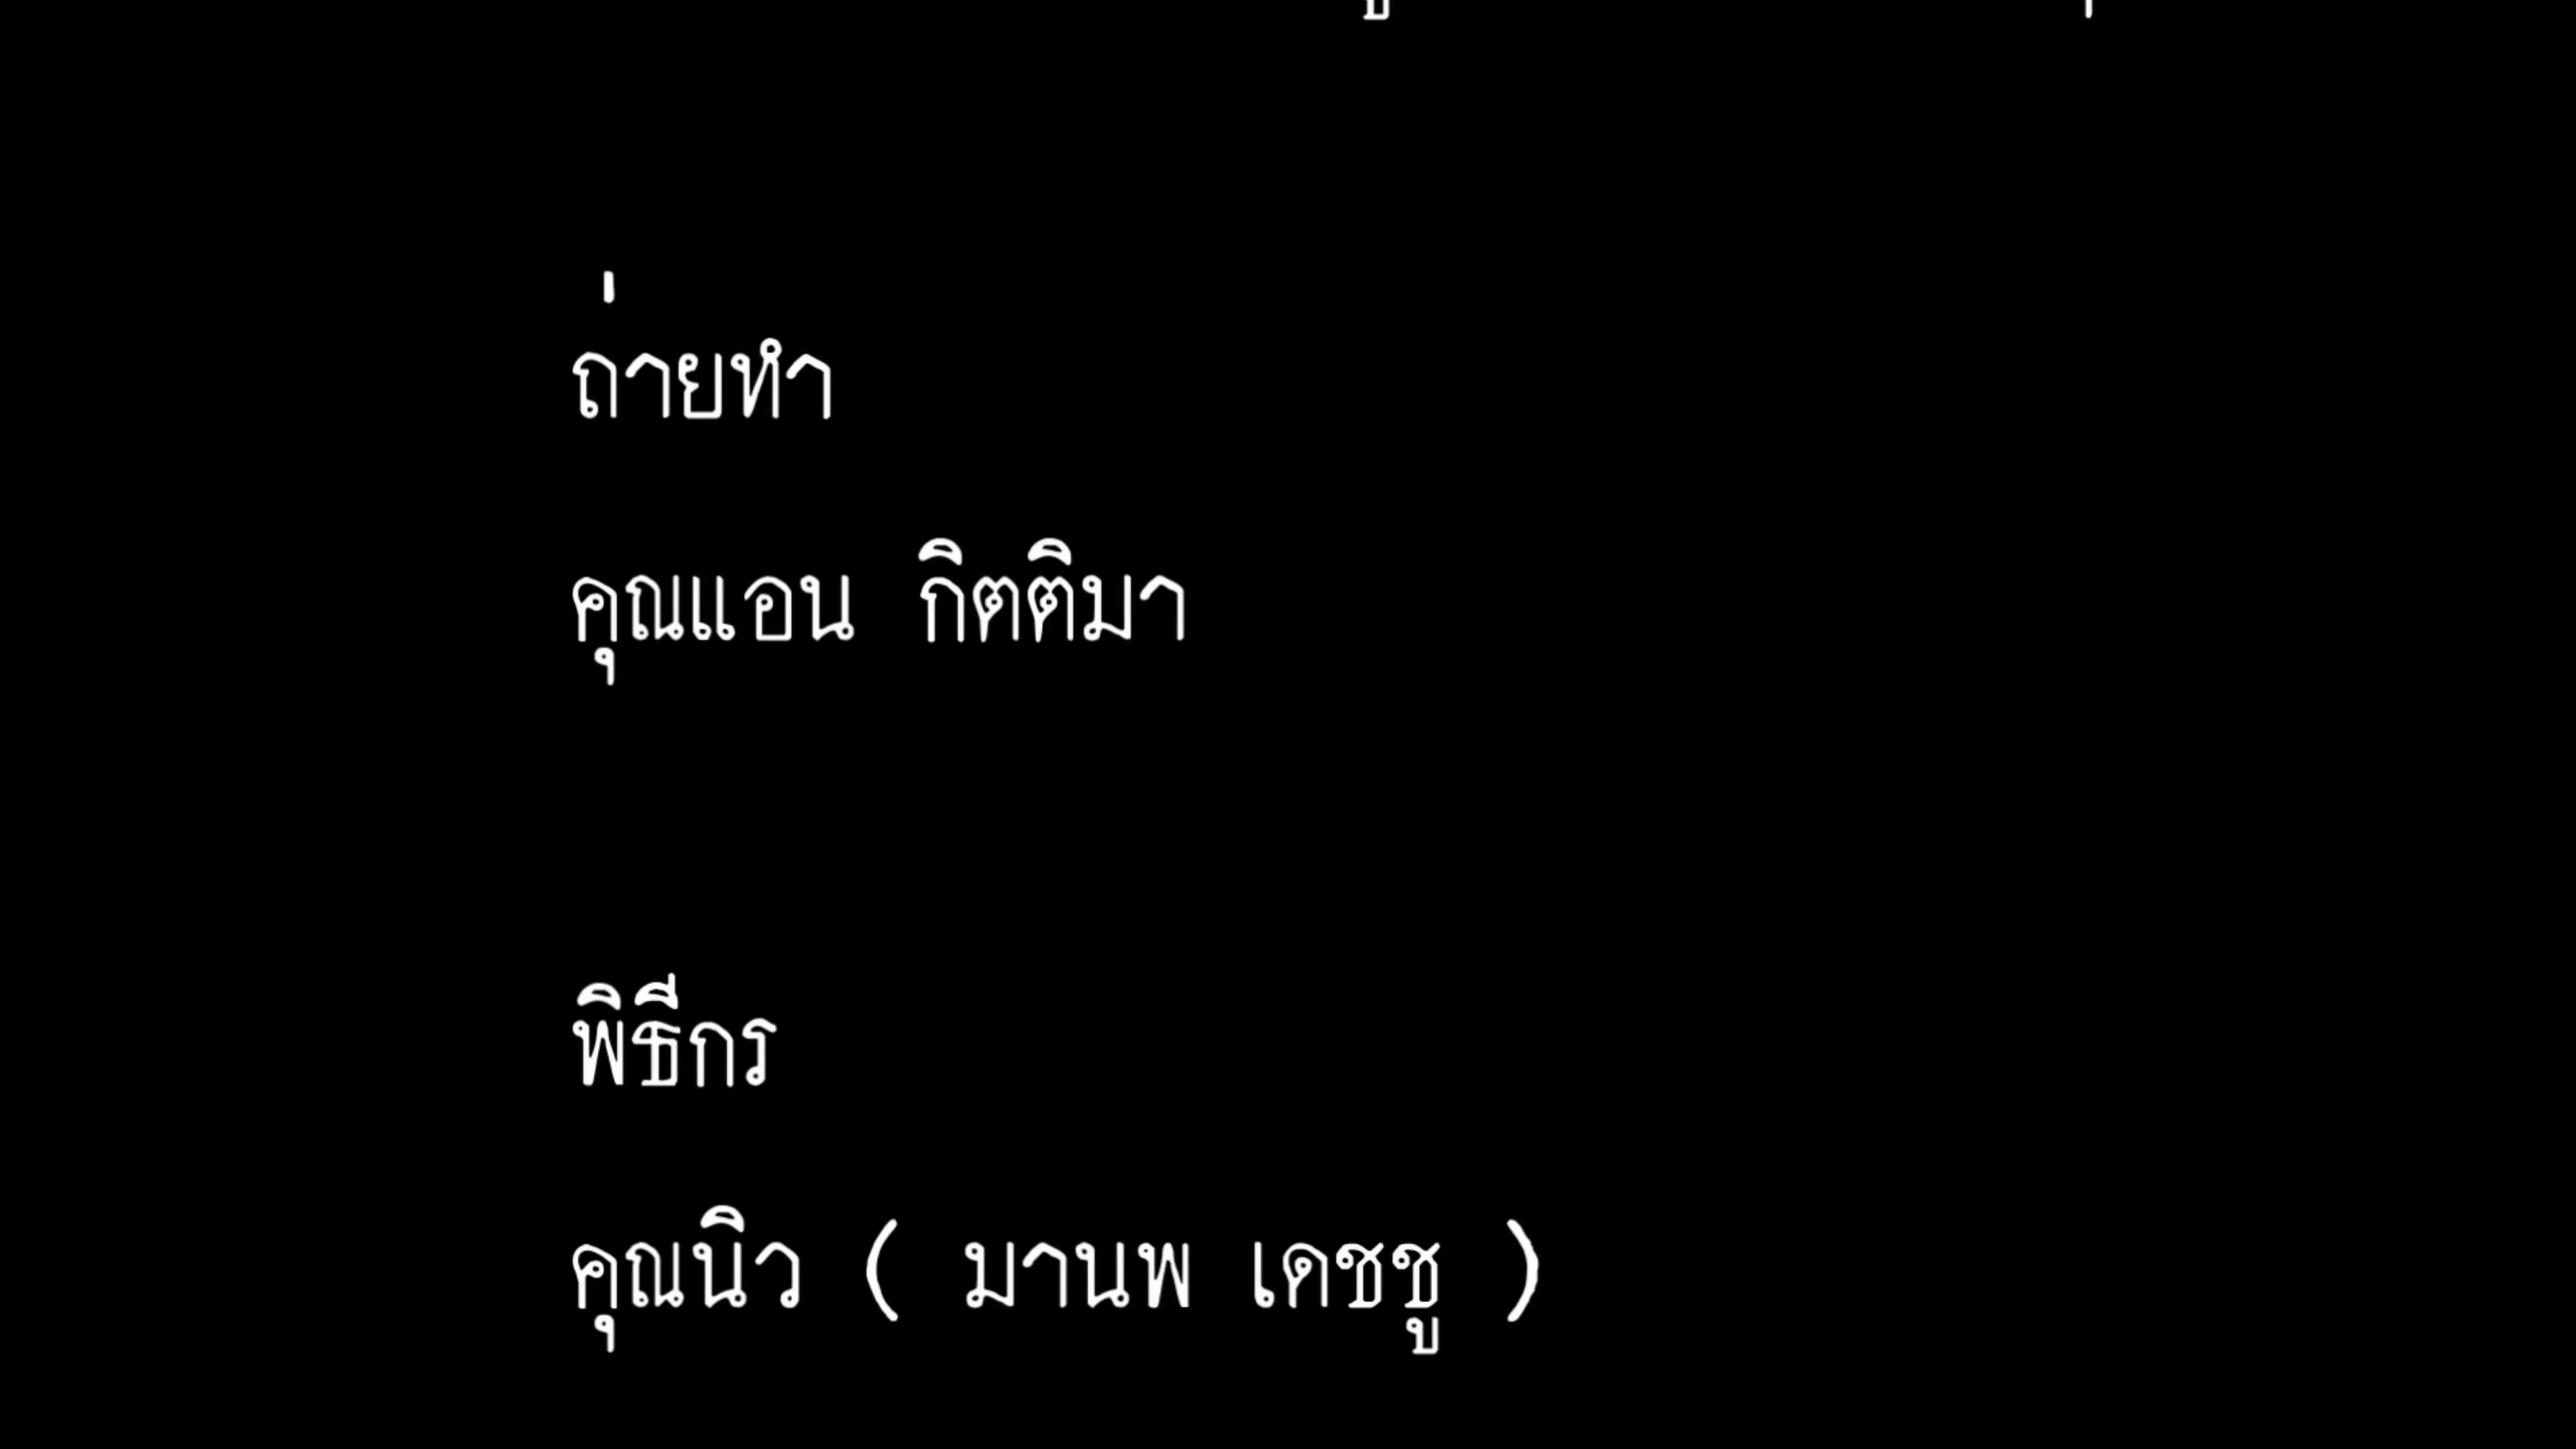 ถ่ายทำ
คุณแอน กิตติมา
พิธีกร
คุณนิว ( มานพ เดชชู )